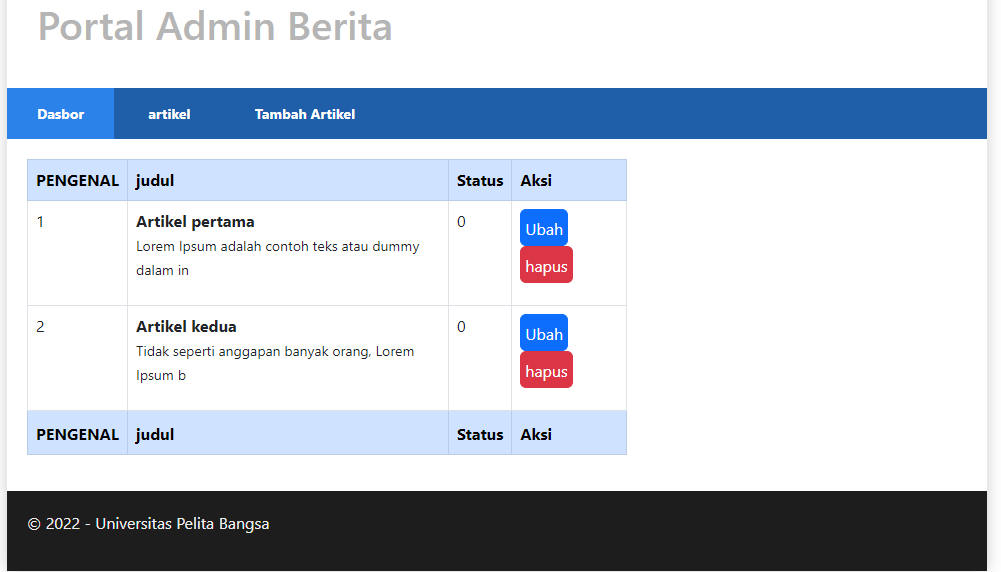 Portal Admin Berita
Dasbor artikel Tambah Artikel
PENGENAL judul Status Aksi
1 Artikel pertama 0 Ubah
Lorem Ipsum adalah contoh teks atau dummy
dalam in
hapus
2 Artikel kedua 0 Ubah
Tidak seperti anggapan banyak orang, Lorem
Ipsum b
hapus
PENGENAL judul Status Aksi
© 2022 - Universitas Pelita Bangsa